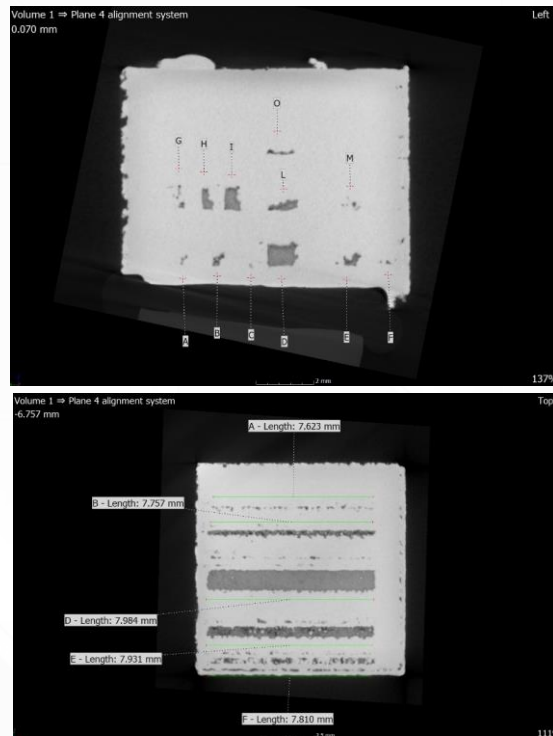 Volume 1 ⇒ Plane 4 alignment system
Left
0.070 mm
O
G
H
I
L
M
A
B
C
D
E
F
2 mm
137%
Volume 1 ⇒ Plane 4 alignment system
Top
-6.757 mm
A - Length: 7.623 mm
B - Length: 7.757 mm
D - Length: 7.984 mm
E - Length: 7.931 mm
F - Length: 7.810 mm
111